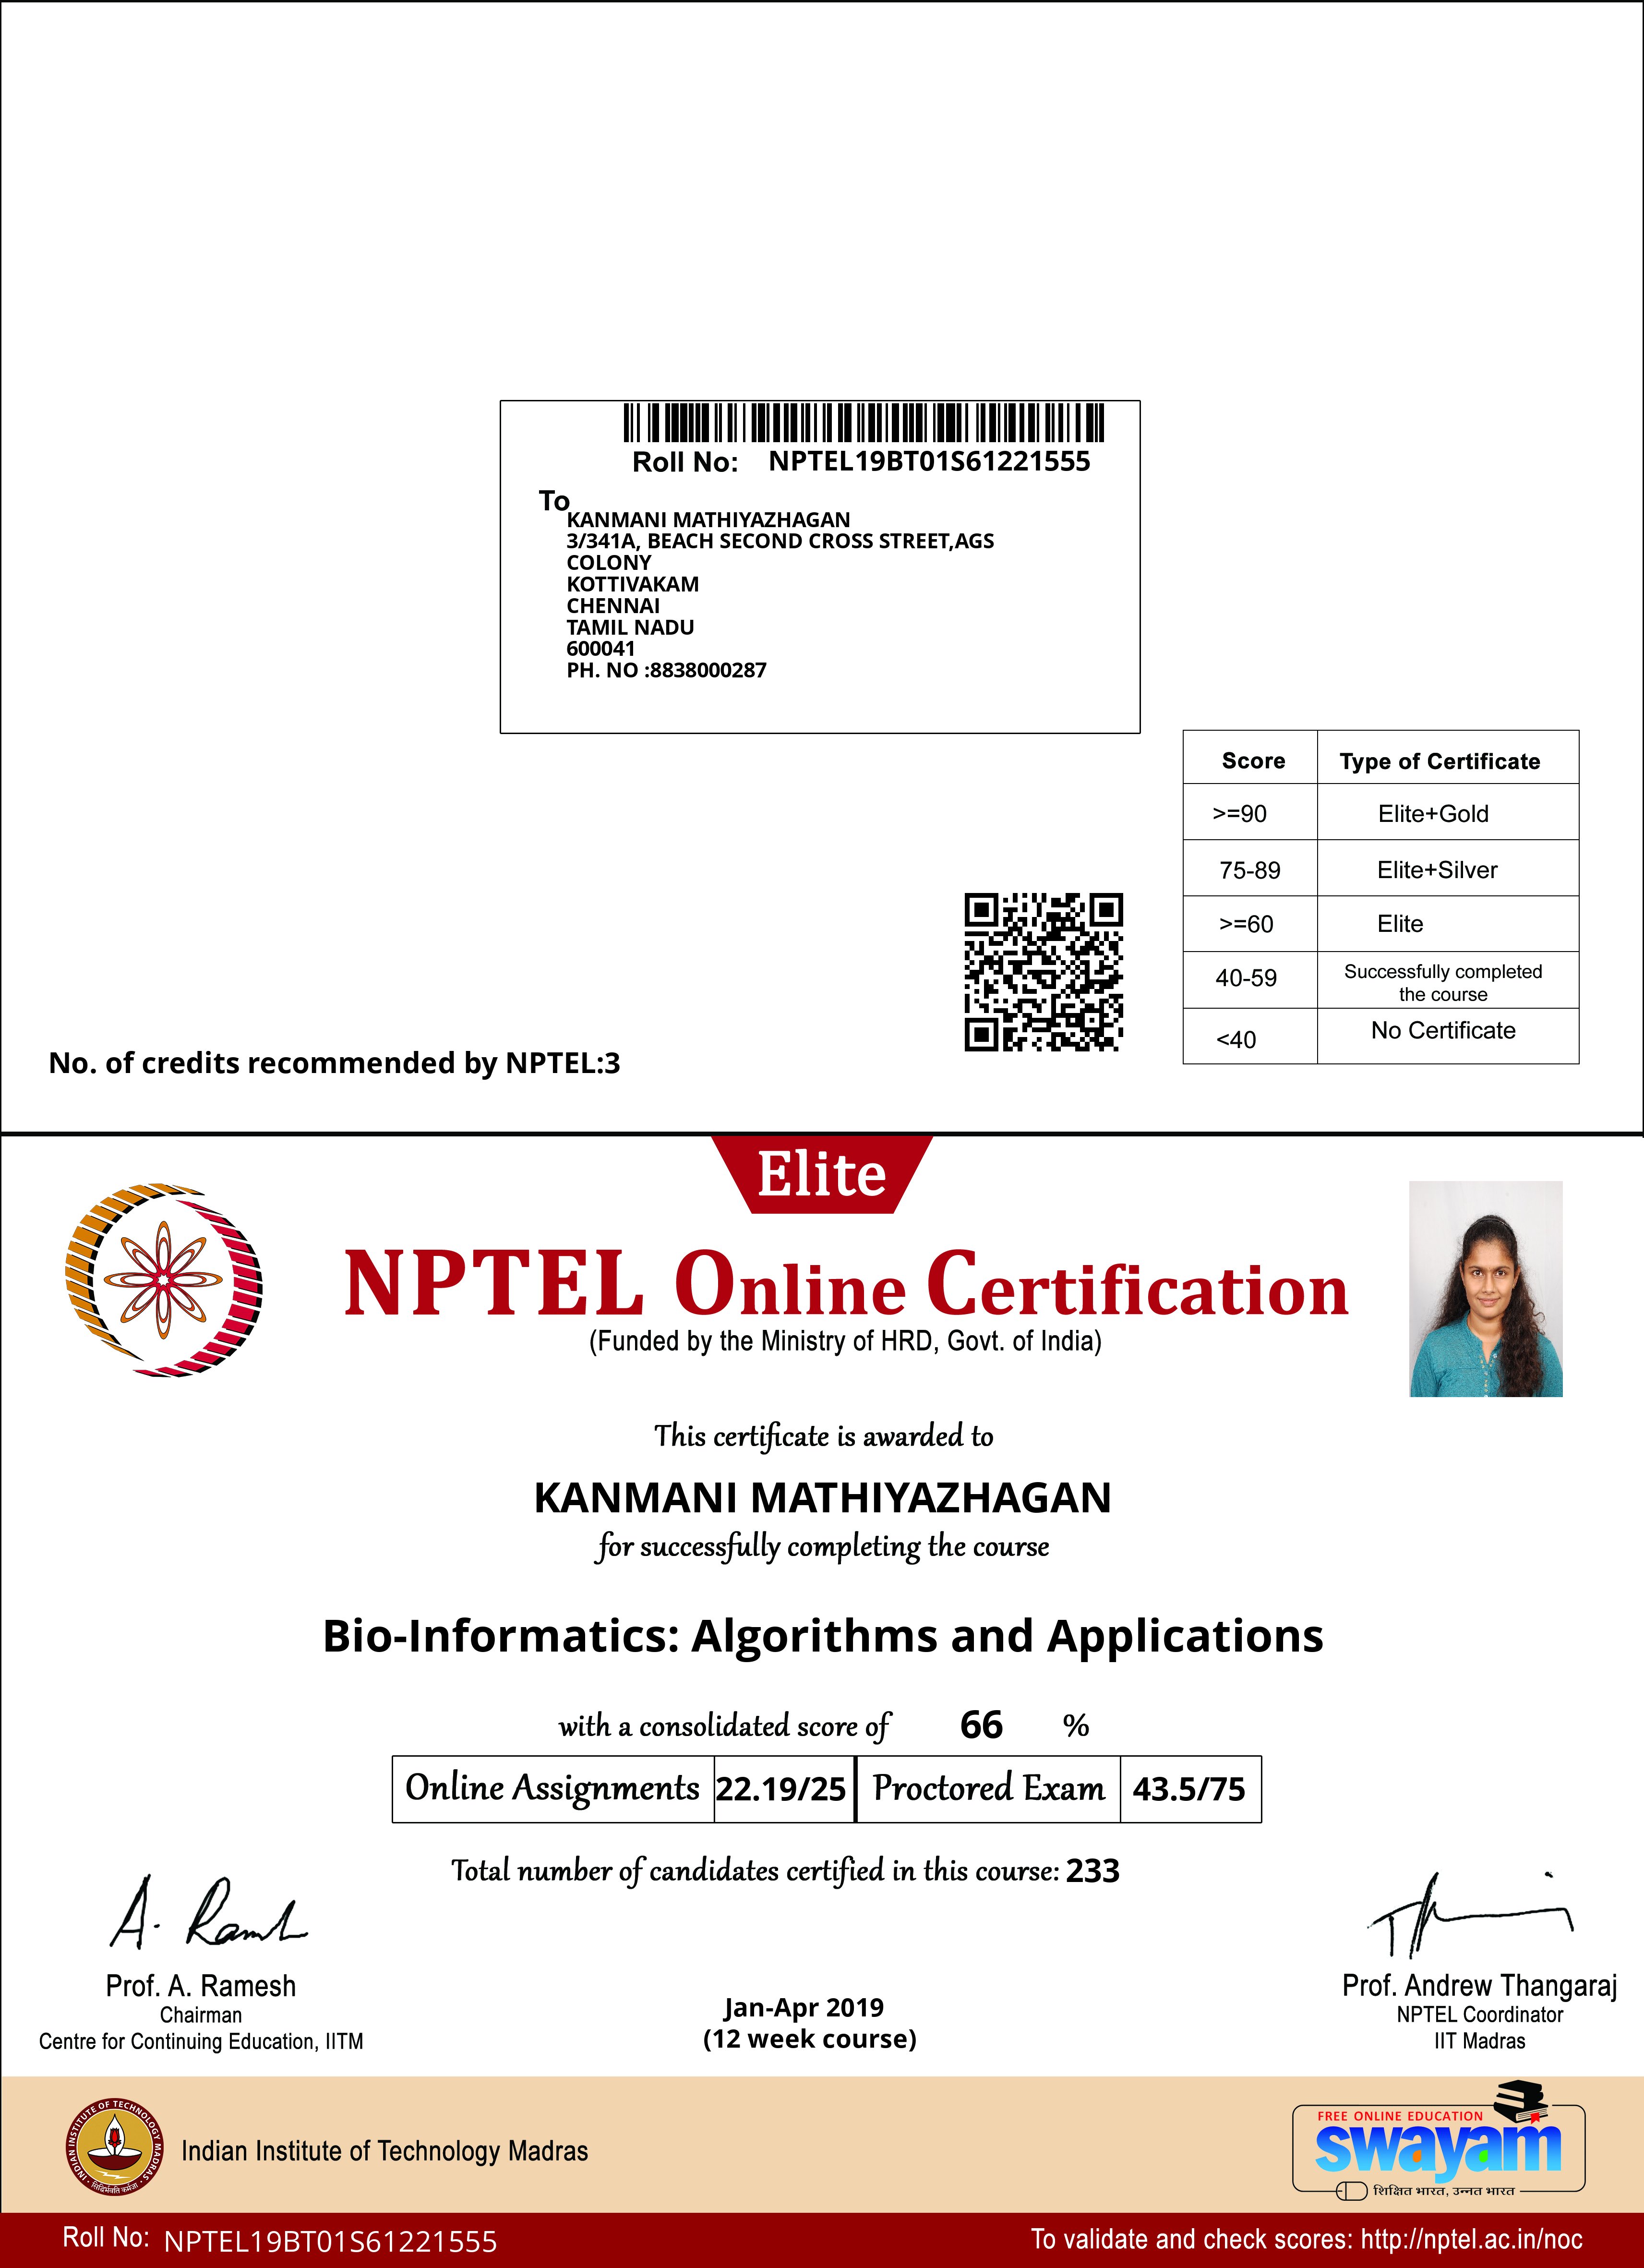 Roll No: NPTEL19BT01S61221555
To
KANMANI MATHIYAZHAGAN
3/341A, BEACH SECOND CROSS STREET,AGS
COLONY
KOTTIVAKAM
CHENNAI
TAMIL NADU
600041
PH. NO :8838000287
Score Type of Certificate
>=90 Elite+Gold
75-89 Elite+Silver
>=60 Elite
40-59 Successfully completed
the course
<40 No Certificate
No. of credits recommended by NPTEL:3
Elite
NPTEL Online Certification
(Funded by the Ministry of HRD, Govt. of India)
This certificate is awarded to
KANMANI MATHIYAZHAGAN
for successfully completing the course
Bio-Informatics: Algorithms and Applications
with a consolidated score of 66 %
Online Assignments 22.19/25 Proctored Exam 43.5/75
Total number of candidates certified in this course: 233
A. Ramesh
Prof. A. Ramesh
Chairman
Centre for Continuing Education, IITM
Jan-Apr 2019
(12 week course)
Prof. Andrew Thangaraj
NPTEL Coordinator
IIT Madras
INDIAN INSTITUTE OF TECHNOLOGY MADRAS
सिद्धिर्भवति कर्मजा
Indian Institute of Technology Madras
FREE ONLINE EDUCATION
swayam
शिक्षित भारत, उन्नत भारत
Roll No: NPTEL19BT01S61221555
To validate and check scores: http://nptel.ac.in/noc